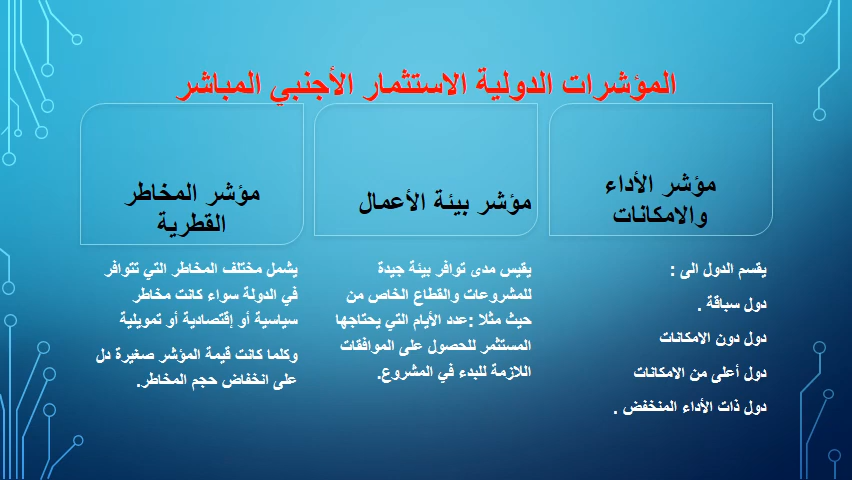 المؤشرات الدولية الاستثمار الأجنبي المباشر
مؤشر الأداء
والامكانات
يقسم الدول الى :
دول سباقة .
دول دون الامكانات
دول أعلى من الامكانات
دول ذات الأداء المنخفض .
مؤشر بيئة الأعمال
يقيس مدى توافر بيئة جيدة
للمشروعات والقطاع الخاص من
حيث مثلا :عدد الأيام التي يحتاجها
المستثمر للحصول على الموافقات
اللازمة للبدء في المشروع.
مؤشر المخاطر
القطرية
يشمل مختلف المخاطر التي تتوافر
في الدولة سواء كانت مخاطر
سياسية أو إقتصادية أو تمويلية
وكلما كانت قيمة المؤشر صغيرة دل
على انخفاض حجم المخاطر.